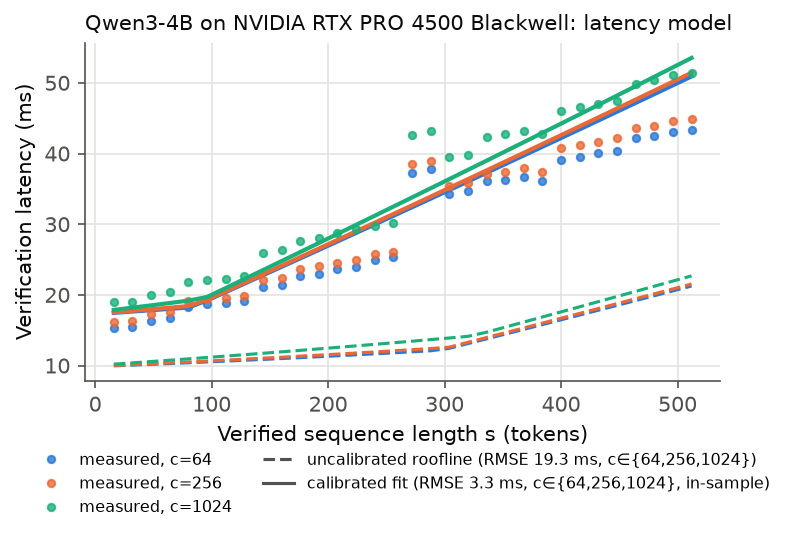 Qwen3-4B on NVIDIA RTX PRO 4500 Blackwell: latency model
Verification latency (ms)
50
40
30
20
10
0
100
200
300
400
500
Verified sequence length s (tokens)
measured, c=64
measured, c=256
measured, c=1024
uncalibrated roofline (RMSE 19.3 ms, c∈{64,256,1024})
calibrated fit (RMSE 3.3 ms, c∈{64,256,1024}, in-sample)